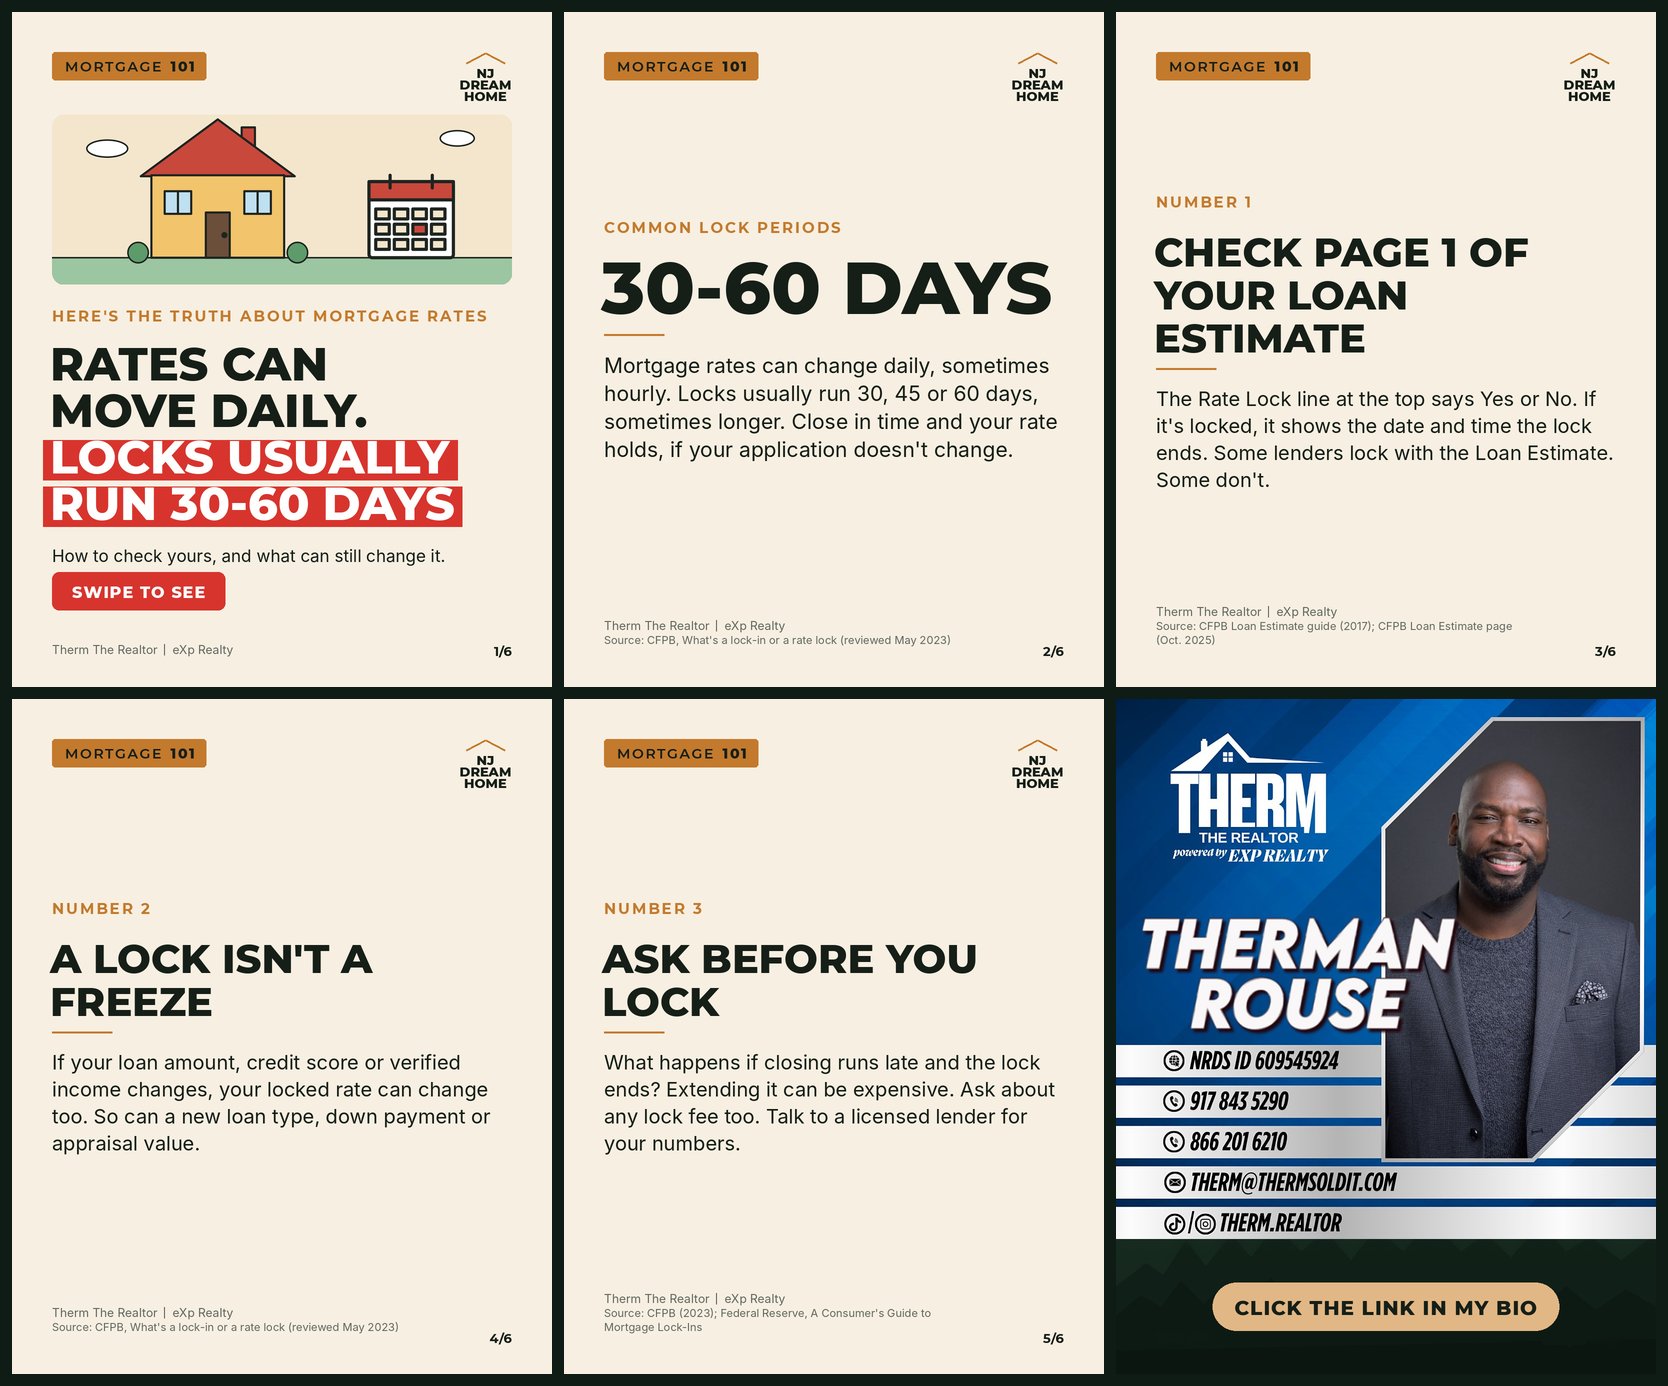 MORTGAGE 101
NJ
DREAM
HOME
HERE'S THE TRUTH ABOUT MORTGAGE RATES
RATES CAN
MOVE DAILY.
LOCKS USUALLY
RUN 30-60 DAYS
How to check yours, and what can still change it.
SWIPE TO SEE
Therm The Realtor | eXp Realty
1/6
MORTGAGE 101
NJ
DREAM
HOME
COMMON LOCK PERIODS
30-60 DAYS
Mortgage rates can change daily, sometimes
hourly. Locks usually run 30, 45 or 60 days,
sometimes longer. Close in time and your rate
holds, if your application doesn't change.
Therm The Realtor | eXp Realty
Source: CFPB, What's a lock-in or a rate lock (reviewed May 2023)
2/6
MORTGAGE 101
NJ
DREAM
HOME
NUMBER 1
CHECK PAGE 1 OF
YOUR LOAN
ESTIMATE
The Rate Lock line at the top says Yes or No. If
it's locked, it shows the date and time the lock
ends. Some lenders lock with the Loan Estimate.
Some don't.
Therm The Realtor | eXp Realty
Source: CFPB Loan Estimate guide (2017); CFPB Loan Estimate page
(Oct. 2025)
3/6
MORTGAGE 101
NJ
DREAM
HOME
NUMBER 2
A LOCK ISN'T A
FREEZE
If your loan amount, credit score or verified
income changes, your locked rate can change
too. So can a new loan type, down payment or
appraisal value.
Therm The Realtor | eXp Realty
Source: CFPB, What's a lock-in or a rate lock (reviewed May 2023)
4/6
MORTGAGE 101
NJ
DREAM
HOME
NUMBER 3
ASK BEFORE YOU
LOCK
What happens if closing runs late and the lock
ends? Extending it can be expensive. Ask about
any lock fee too. Talk to a licensed lender for
your numbers.
Therm The Realtor | eXp Realty
Source: CFPB (2023); Federal Reserve, A Consumer's Guide to
Mortgage Lock-Ins
5/6
THERM
THE REALTOR
powered by EXP REALTY
THERMAN
ROUSE
NRDS ID 609545924
917 843 5290
866 201 6210
THERM@THERMSOLDIT.COM
/ THERM.REALTOR
CLICK THE LINK IN MY BIO